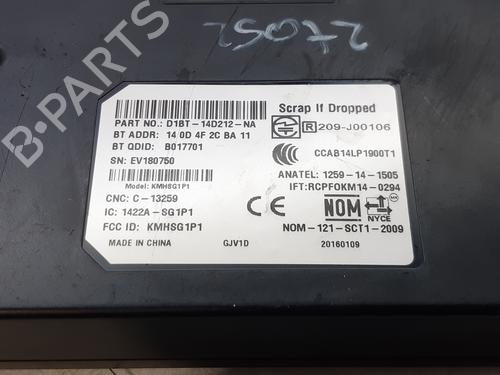 25072
B-PARTS
Scrap If Dropped
PART NO.: D1BT-14D212-NA
R 209-J00106
BT ADDR: 14 0D 4F 2C BA 11
BT QDID: B017701
CCAB14LP1900T1
SN: EV180750
ANATEL: 1259-14-1505
Model: KMHSG1P1
IFT:RCPFOKM14-0294
CNC: C-13259
IC: 1422A-SG1P1
CE
NOM
NYCE
FCC ID: KMHSG1P1
NOM-121-SCT1-2009
MADE IN CHINA
GJV1D
20160109